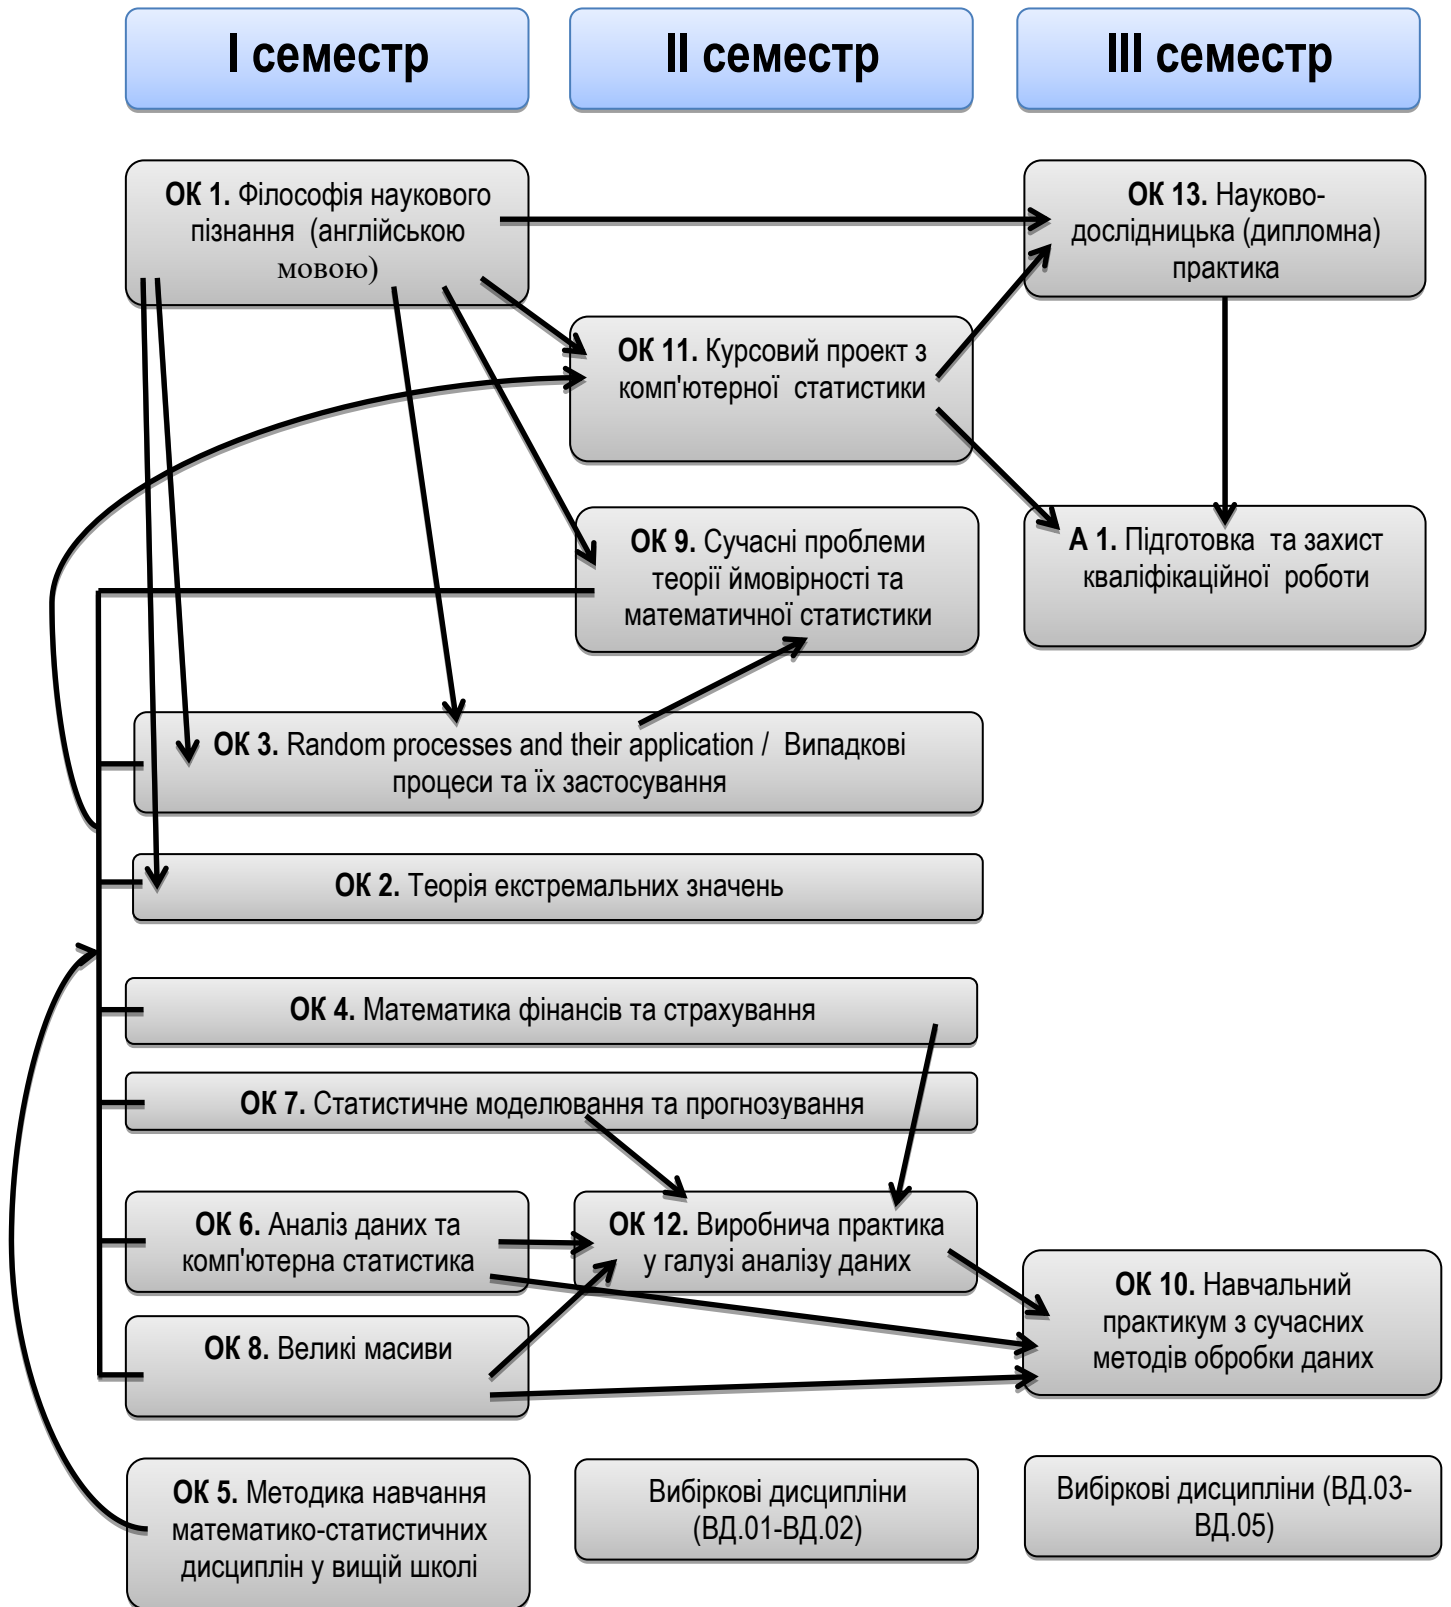 I семестр
II семестр
III семестр
ОК 1. Філософія наукового
пізнання (англійською
мовою)
ОК 13. Науково-
дослідницька (дипломна)
практика
ОК 11. Курсовий проект з
комп'ютерної статистики
ОК 9. Сучасні проблеми
теорії ймовірності та
математичної статистики
А 1. Підготовка та захист
кваліфікаційної роботи
ОК 3. Random processes and their application / Випадкові
процеси та їх застосування
ОК 2. Теорія екстремальних значень
ОК 4. Математика фінансів та страхування
ОК 7. Статистичне моделювання та прогнозування
ОК 6. Аналіз даних та
комп'ютерна статистика
ОК 12. Виробнича практика
у галузі аналізу даних
ОК 10. Навчальний
практикум з сучасних
методів обробки даних
ОК 8. Великі масиви
ОК 5. Методика навчання
математико-статистичних
дисциплін у вищій школі
Вибіркові дисципліни
(ВД.01-ВД.02)
Вибіркові дисципліни (ВД.03-
ВД.05)